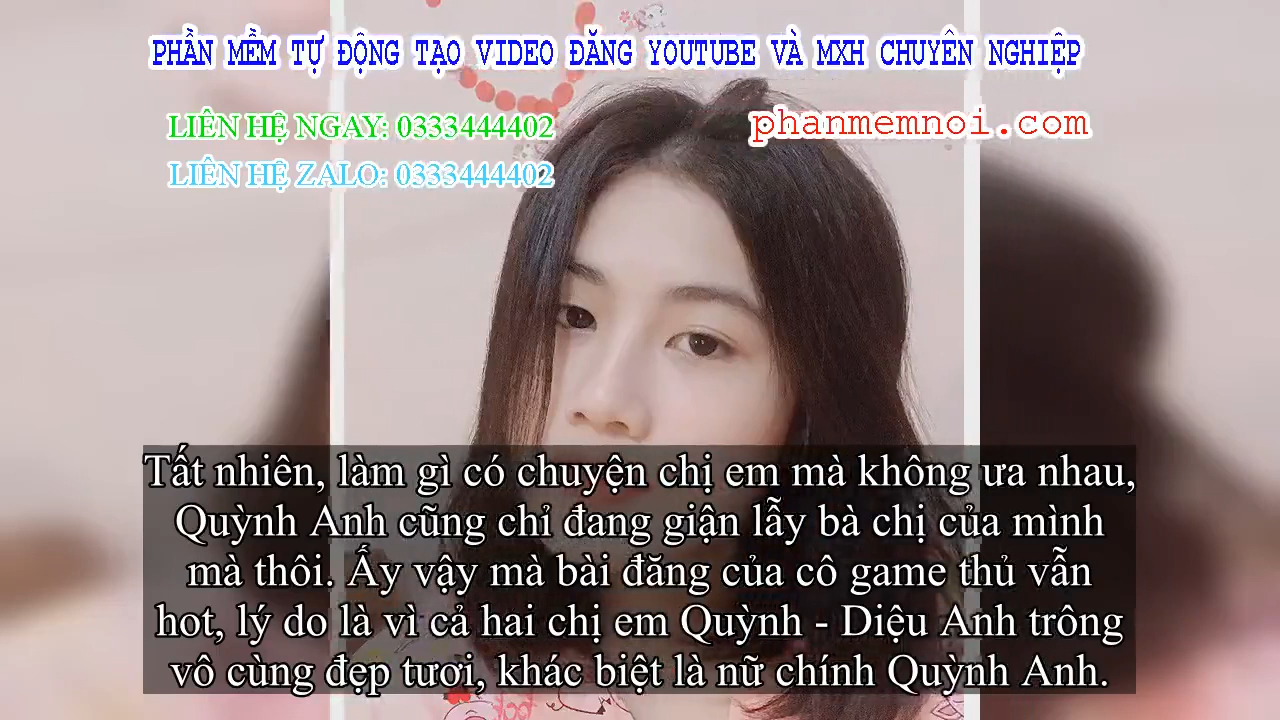 PHẦN MỀM TỰ ĐỘNG TẠO VIDEO ĐĂNG YOUTUBE VÀ MXH CHUYÊN NGHIỆP
LIÊN HỆ NGAY: 0333444402
phanmemnoi.com
LIÊN HỆ ZALO: 0333444402
Tất nhiên, làm gì có chuyện chị em mà không ưa nhau,
Quỳnh Anh cũng chỉ đang giận lẫy bà chị của mình
mà thôi. Ấy vậy mà bài đăng của cô game thủ vẫn
hot, lý do là vì cả hai chị em Quỳnh - Diệu Anh trông
vô cùng đẹp tươi, khác biệt là nữ chính Quỳnh Anh.